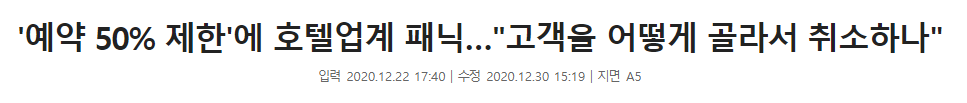 '예약 50% 제한'에 호텔업계 패닉…"고객을 어떻게 골라서 취소하나"
입력 2020.12.22 17:40 | 수정 2020.12.30 15:19 | 지면 A5